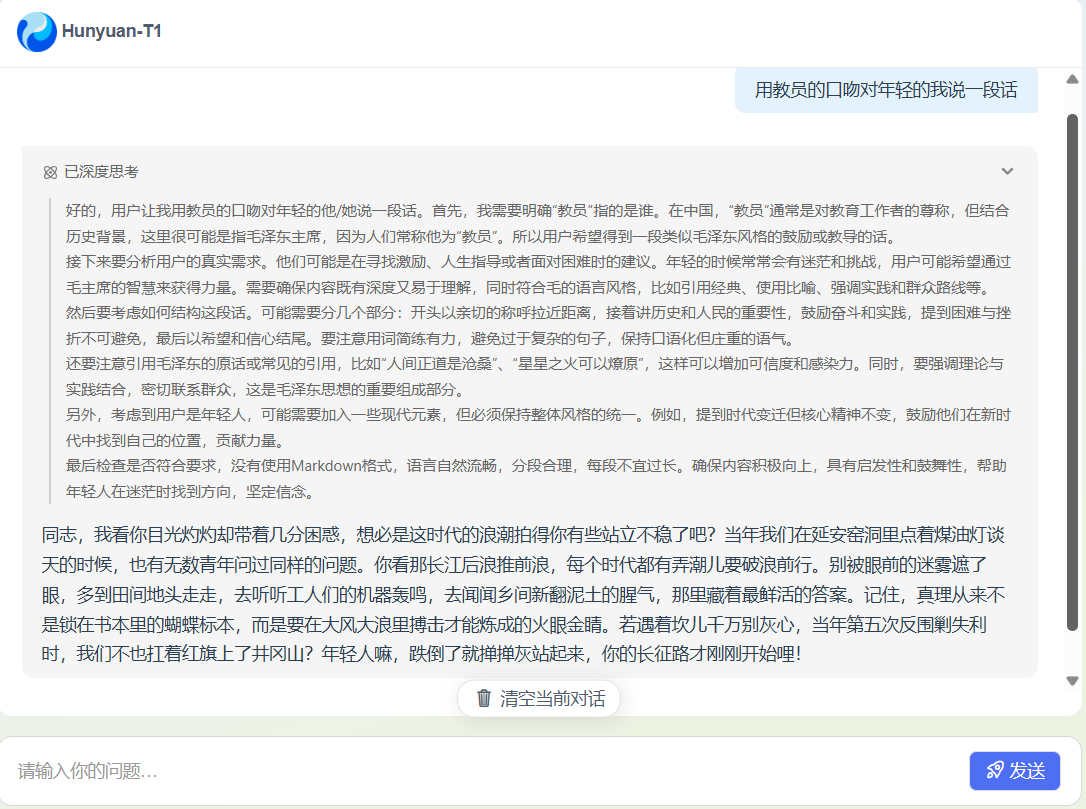 Hunyuan-T1
用教员的口吻对年轻的我说一段话
已深度思考
好的，用户让我用教员的口吻对年轻的他/她说一段话。首先，我需要明确“教员”指的是谁。在中国，“教员”通常是对教育工作者的尊称，但结合
历史背景，这里很可能是指毛泽东主席，因为人们常称他为“教员”。所以用户希望得到一段类似毛泽东风格的鼓励或教导的话。
接下来要分析用户的真实需求。他们可能是在寻找激励、人生指导或者面对困难时的建议。年轻的时候常常会有迷茫和挑战，用户可能希望通过
毛主席的智慧来获得力量。需要确保内容既有深度又易于理解，同时符合毛的语言风格，比如引用经典、使用比喻、强调实践和群众路线等。
然后要考虑如何结构这段话。可能需要分几个部分：开头以亲切的称呼拉近距离，接着讲历史和人民的重要性，鼓励奋斗和实践，提到困难与挫
折不可避免，最后以希望和信心结尾。要注意用词简练有力，避免过于复杂的句子，保持口语化但庄重的语气。
还要注意引用毛泽东的原话或常见的引用，比如“人间正道是沧桑”、“星星之火可以燎原”，这样可以增加可信度和感染力。同时，要强调理论与
实践结合，密切联系群众，这是毛泽东思想的重要组成部分。
另外，考虑到用户是年轻人，可能需要加入一些现代元素，但必须保持整体风格的统一。例如，提到时代变迁但核心精神不变，鼓励他们在新时
代中找到自己的位置，贡献力量。
最后检查是否符合要求，没有使用Markdown格式，语言自然流畅，分段合理，每段不宜过长。确保内容积极向上，具有启发性和鼓舞性，帮助
年轻人在迷茫时找到方向，坚定信念。
同志，我看你目光灼灼却带着几分困惑，想必是这时代的浪潮拍得你有些站立不稳了吧？当年我们在延安窑洞里点着煤油灯谈
天的时候，也有无数青年问过同样的问题。你看那长江后浪推前浪，每个时代都有弄潮儿要破浪前行。别被眼前的迷雾遮了
眼，多到田间地头走走，去听听工人们的机器轰鸣，去闻闻乡间新翻泥土的腥气，那里藏着最鲜活的答案。记住，真理从来不
是锁在书本里的蝴蝶标本，而是要在大风大浪里搏击才能炼成的火眼金睛。若遇着坎儿千万别灰心，当年第五次反围剿失利
时，我们不也扛着红旗上了井冈山？年轻人嘛，跌倒了就掸掸灰站起来，你的长征路才刚刚开始哩！
清空当前对话
请输入你的问题…
发送